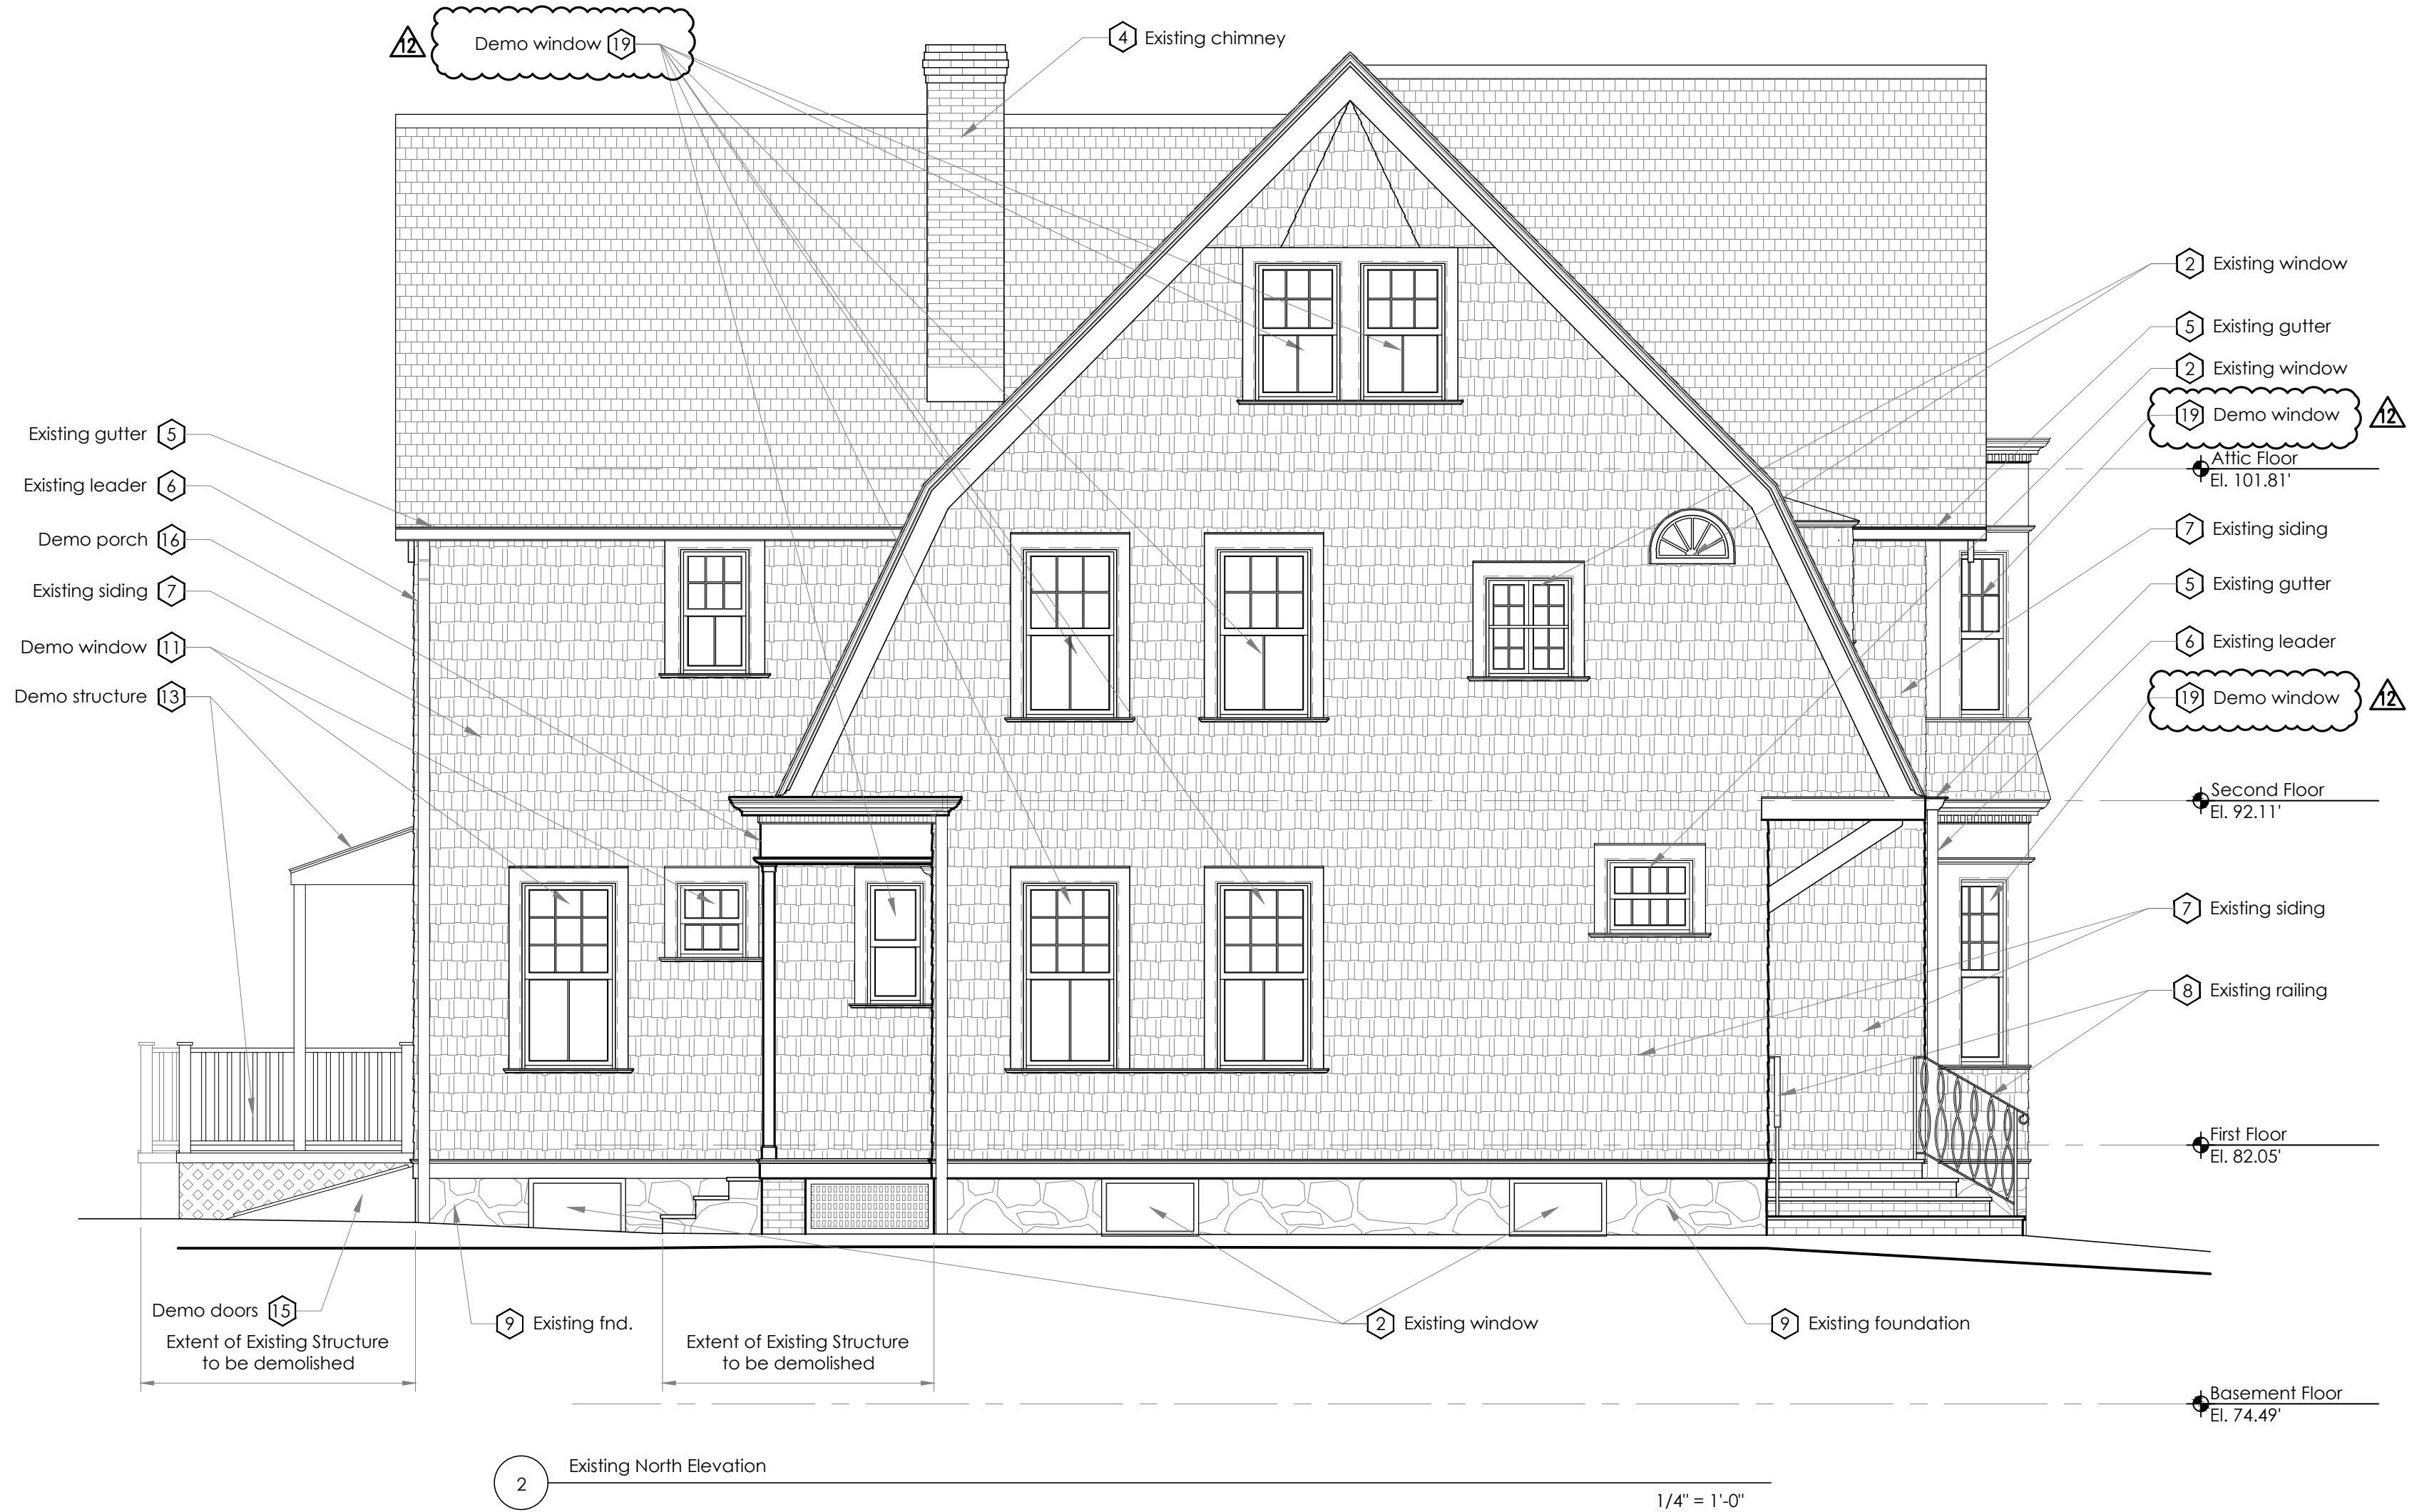 12
Demo window 19
4 Existing chimney
2 Existing window
5 Existing gutter
2 Existing window
19 Demo window 12
Attic Floor
El. 101.81'
7 Existing siding
5 Existing gutter
6 Existing leader
19 Demo window 12
Second Floor
El. 92.11'
7 Existing siding
8 Existing railing
First Floor
El. 82.05'
Existing gutter 5
Existing leader 6
Demo porch 16
Existing siding 7
Demo window 11
Demo structure 13
Demo doors 15
Extent of Existing Structure
to be demolished
9 Existing fnd.
Extent of Existing Structure
to be demolished
2 Existing window
9 Existing foundation
Basement Floor
El. 74.49'
2
Existing North Elevation
1/4" = 1'-0"